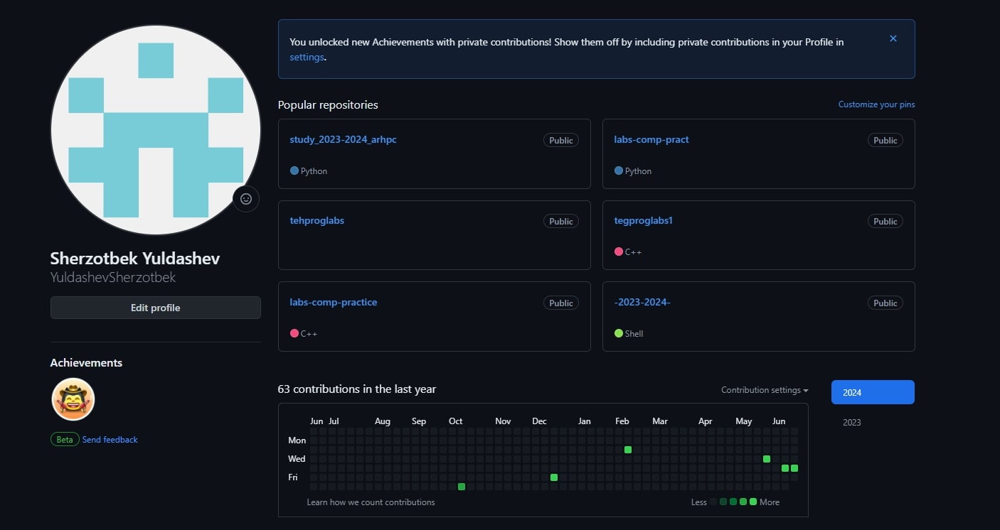 You unlocked new Achievements with private contributions! Show them off by including private contributions in your Profile in
settings.
Popular repositories
Customize your pins
study_2023-2024_arhpc
Public
Python
labs-comp-pract
Public
Python
tehproglabs
Public
tegproglabs1
Public
C++
labs-comp-practice
Public
C++
-2023-2024-
Public
Shell
Sherzotbek Yuldashev
YuldashevSherzotbek
Edit profile
Achievements
Beta Send feedback
63 contributions in the last year
Contribution settings
2024
2023
Jun Jul Aug Sep Oct Nov Dec Jan Feb Mar Apr May Jun
Mon
Wed
Fri
Learn how we count contributions
Less More